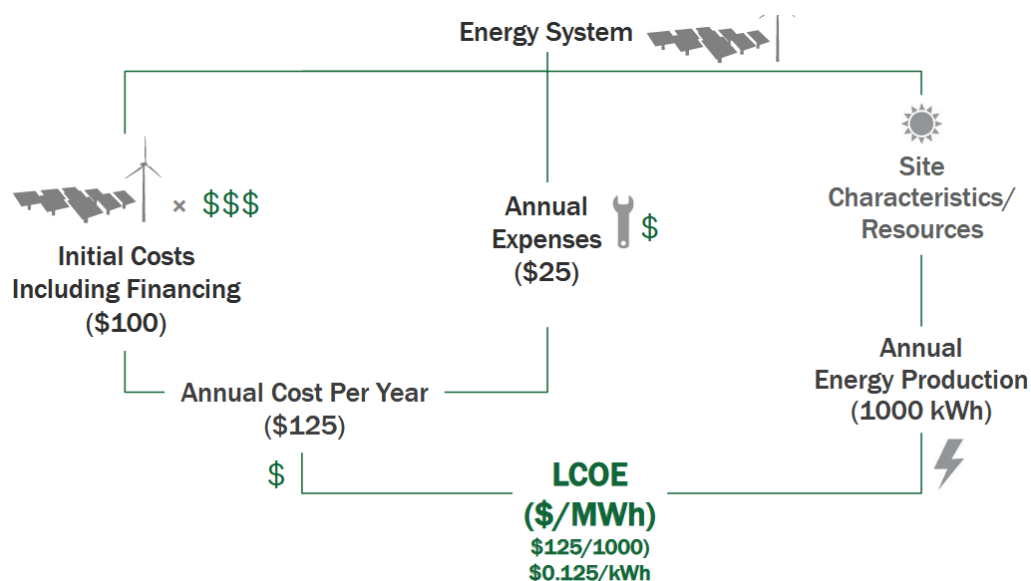 Energy System
× $$$
Initial Costs
Including Financing
($100)
Annual
Expenses
($25)
$
Site
Characteristics/
Resources
Annual Cost Per Year
($125)
$
Annual
Energy Production
(1000 kWh)
LCOE
($/MWh)
$125/1000)
$0.125/kWh